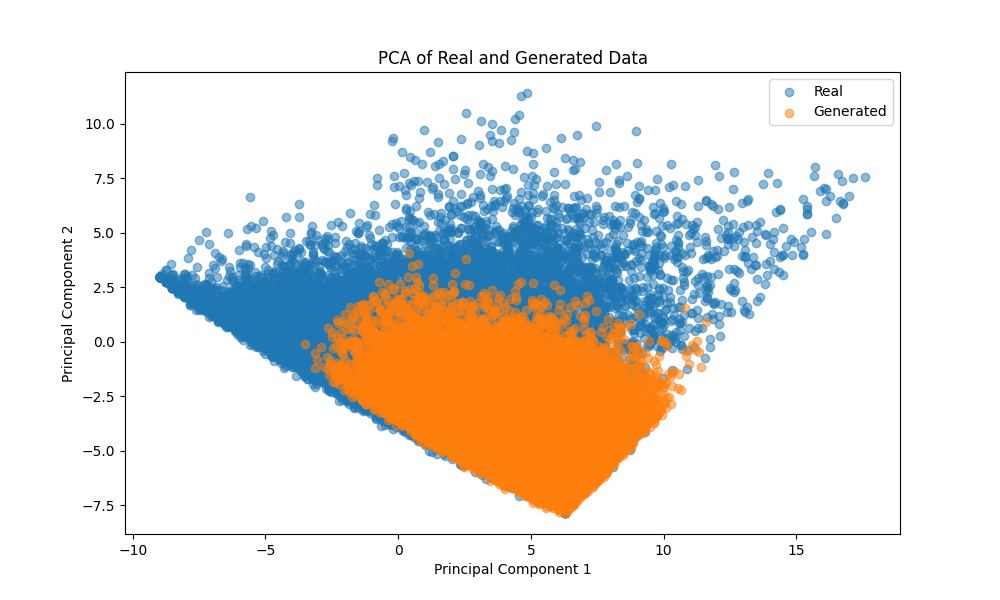 PCA of Real and Generated Data
Real
Generated
Principal Component 2
10.0
7.5
5.0
2.5
0.0
−2.5
−5.0
−7.5
−10
−5
0
5
10
15
Principal Component 1